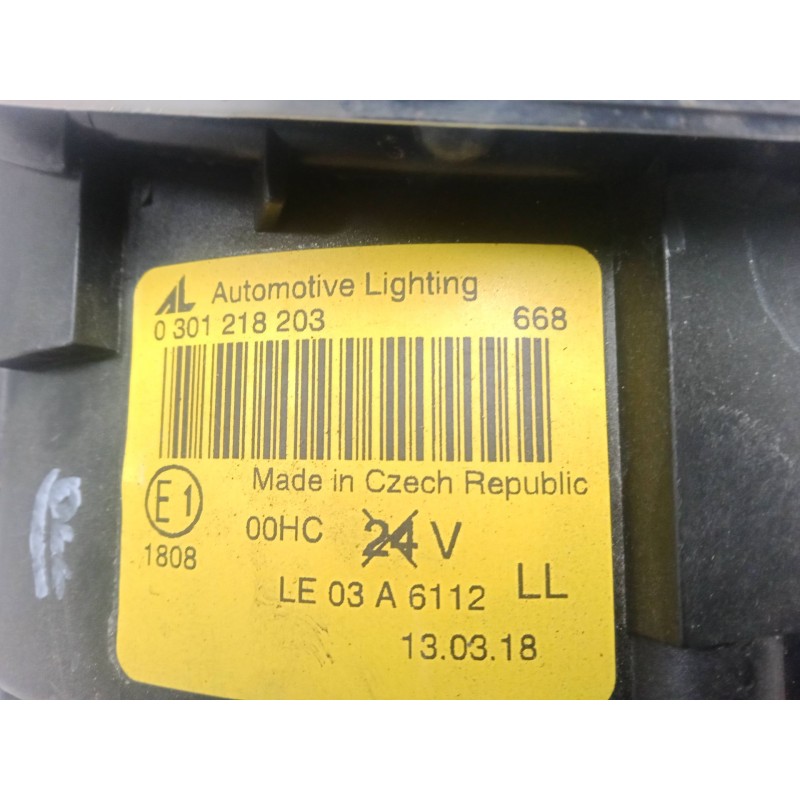 AL Automotive Lighting
0 301 218 203 668
Made in Czech Republic
E1 00HC 24 V
1808
LE 03 A 6112 LL
13.03.18